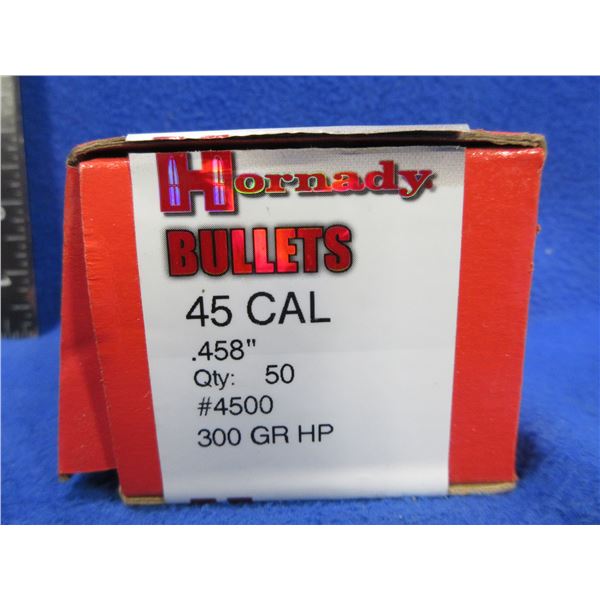 Hornady
BULLETS
45 CAL
.458"
Qty: 50
#4500
300 GR HP